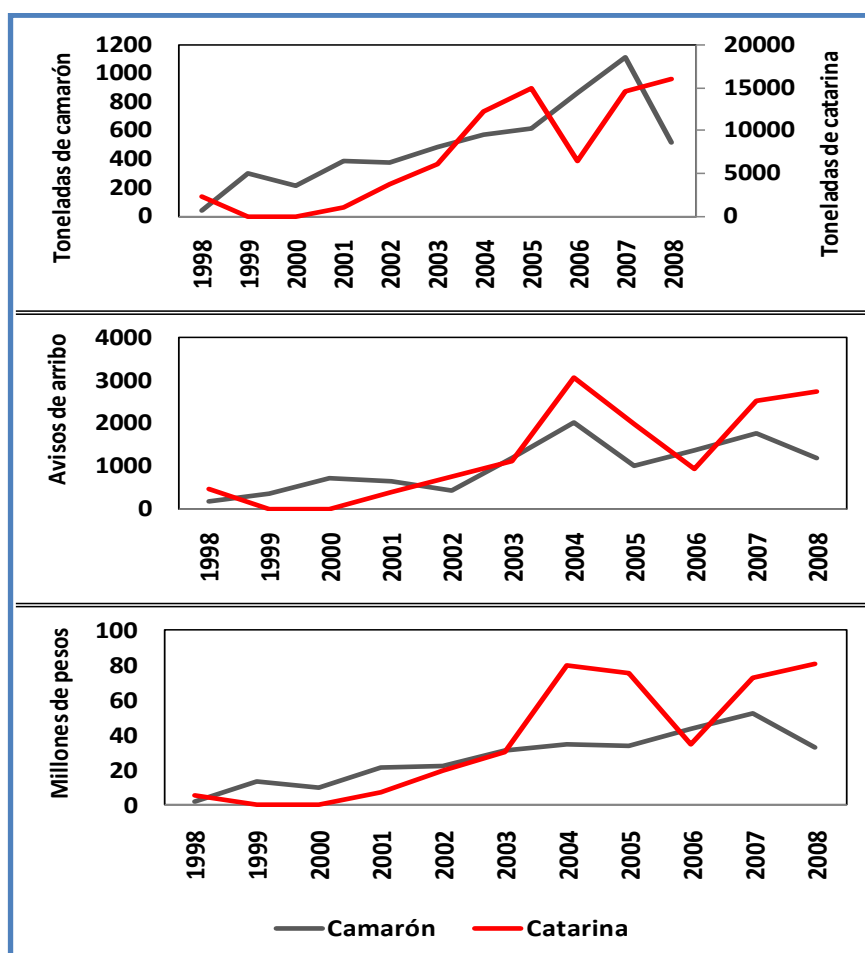 Toneladas de camarón
1200
1000
800
600
400
200
0
20000
15000
10000
5000
0
Toneladas de catarina
1998 1999 2000 2001 2002 2003 2004 2005 2006 2007 2008
Avisos de arribo
4000
3000
2000
1000
0
1998 1999 2000 2001 2002 2003 2004 2005 2006 2007 2008
Millones de pesos
100
80
60
40
20
0
1998 1999 2000 2001 2002 2003 2004 2005 2006 2007 2008
Camarón Catarina